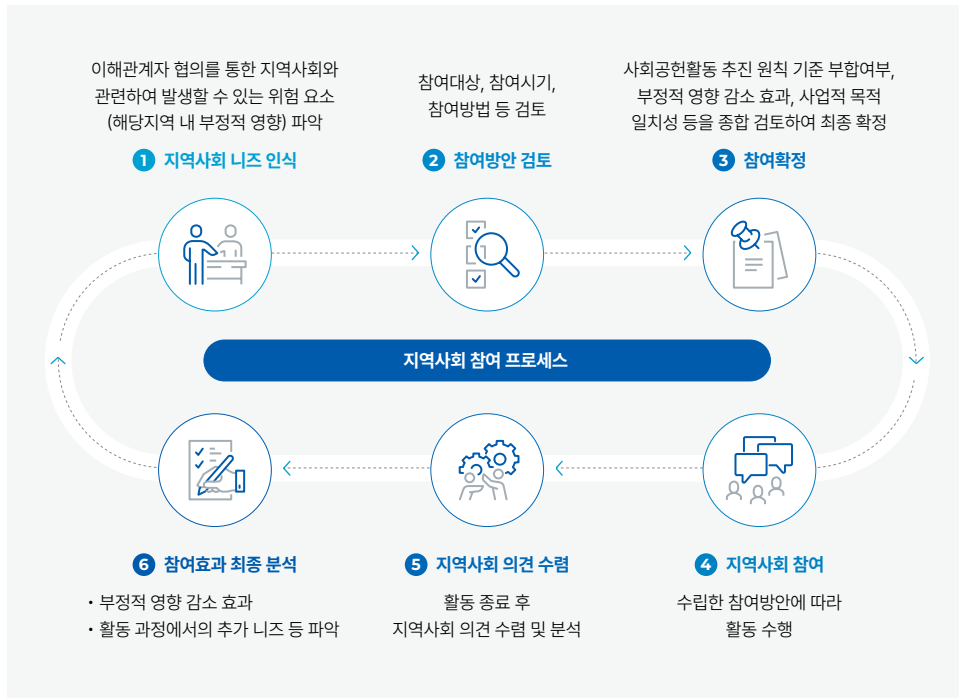 이해관계자 협의를 통한 지역사회와
관련하여 발생할 수 있는 위험 요소
(해당지역 내 부정적 영향) 파악
1 지역사회 니즈 인식
참여대상, 참여시기,
참여방법 등 검토
2 참여방안 검토
사회공헌활동 추진 원칙 기준 부합여부,
부정적 영향 감소 효과, 사업적 목적
일치성 등을 종합 검토하여 최종 확정
3 참여확정
지역사회 참여 프로세스
6 참여효과 최종 분석
• 부정적 영향 감소 효과
• 활동 과정에서의 추가 니즈 등 파악
5 지역사회 의견 수렴
활동 종료 후
지역사회 의견 수렴 및 분석
4 지역사회 참여
수립한 참여방안에 따라
활동 수행